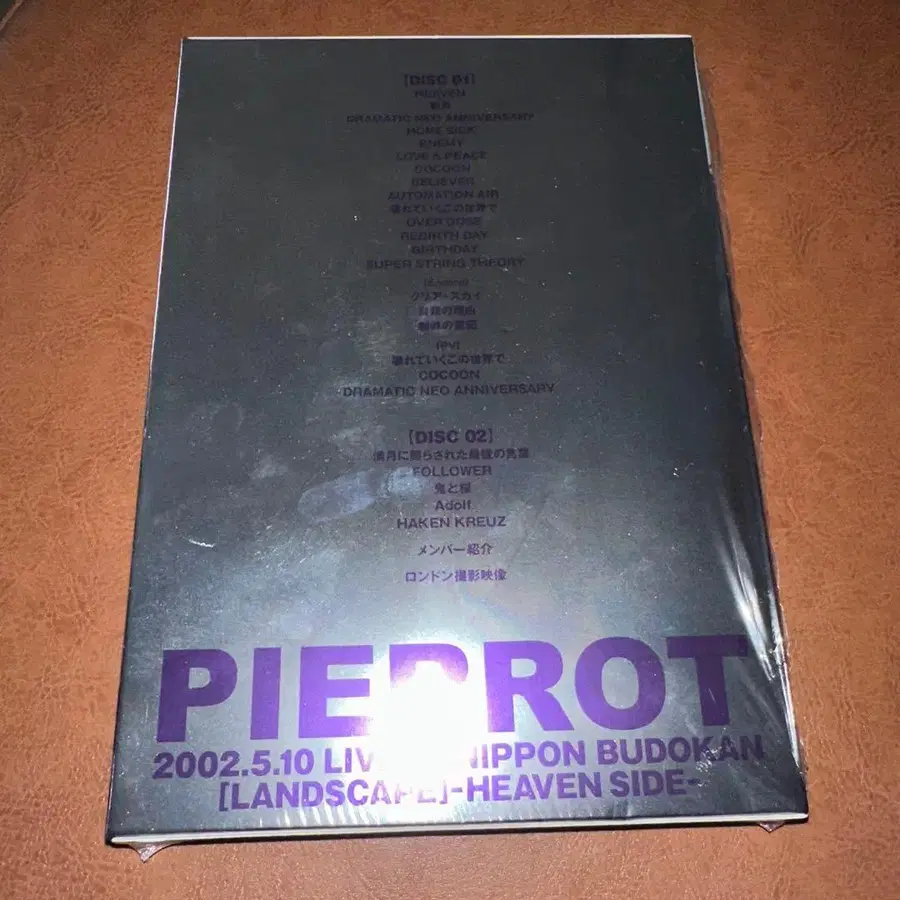 【DISC 01】
HEAVEN
DRAMATIC NEO ANNIVERSARY
HOME SICK
ENEMY
LOVE & PEACE
COCOON
BELIEVER
AUTOMATION AIR
壊れていくこの世界で
OVER DOSE
REBIRTH DAY
BIRTHDAY
SUPER STRING THEORY
[Encore]
クリア・スカイ
自殺の理由
[PV]
壊れていくこの世界で
COCOON
DRAMATIC NEO ANNIVERSARY
【DISC 02】
満月に照らされた最後の言葉
FOLLOWER
鬼と桜
Adolf
HAKEN KREUZ
メンバー紹介
ロンドン撮影映像
PIERROT
2002.5.10 LIV NIPPON BUDOKAN
[LANDSCAPE]-HEAVEN SIDE-